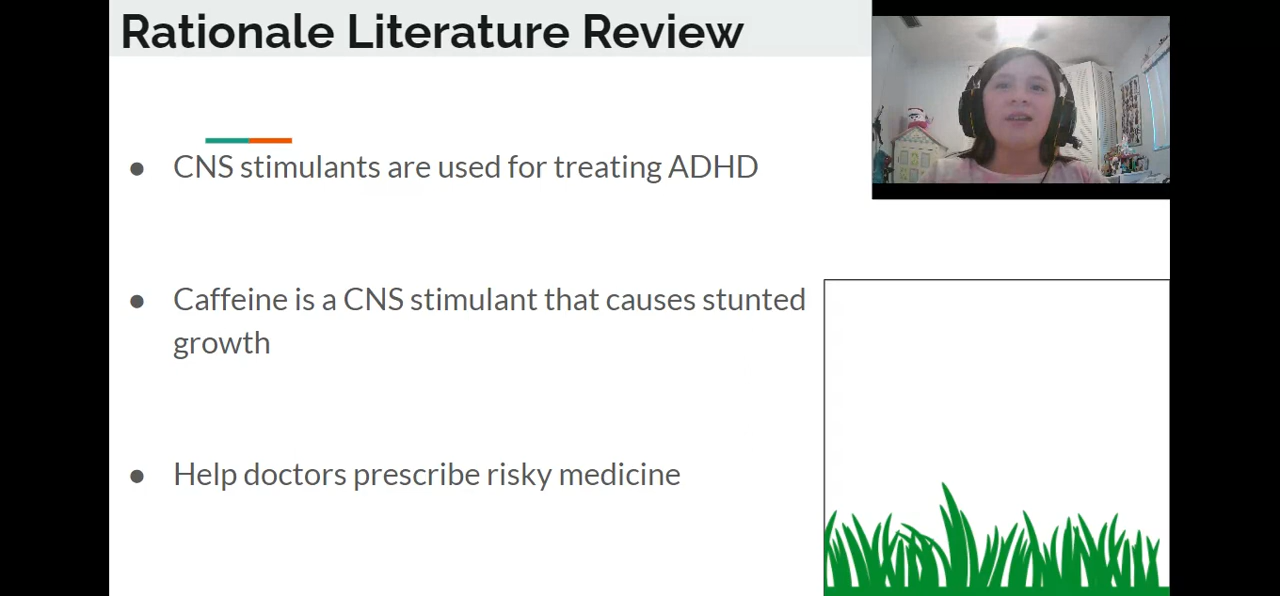 Rationale Literature Review
● CNS stimulants are used for treating ADHD
● Caffeine is a CNS stimulant that causes stunted
growth
● Help doctors prescribe risky medicine